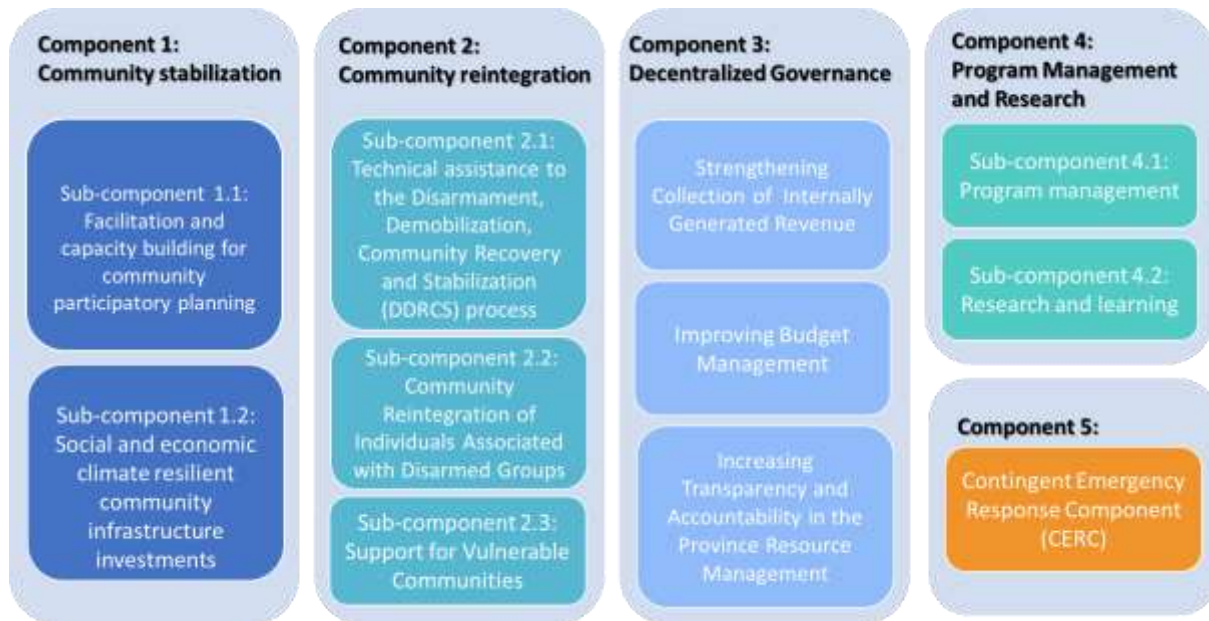 Component 1:
Community stabilization
Sub-component 1.1:
Facilitation and
capacity building for
community
participatory planning
Sub-component 1.2:
Social and economic
climate resilient
community
infrastructure
investments
Component 2:
Community reintegration
Sub-component 2.1:
Technical assistance to
the Disarmament,
Demobilization,
Community Recovery
and Stabilization
(DDRCS) process
Sub-component 2.2:
Community
Reintegration of
Individuals Associated
with Disarmed Groups
Sub-component 2.3:
Support for Vulnerable
Communities
Component 3:
Decentralized Governance
Strengthening
Collection of Internally
Generated Revenue
Improving Budget
Management
Increasing
Transparency and
Accountability in the
Province Resource
Management
Component 4:
Program Management
and Research
Sub-component 4.1:
Program management
Sub-component 4.2:
Research and learning
Component 5:
Contingent Emergency
Response Component
(CERC)